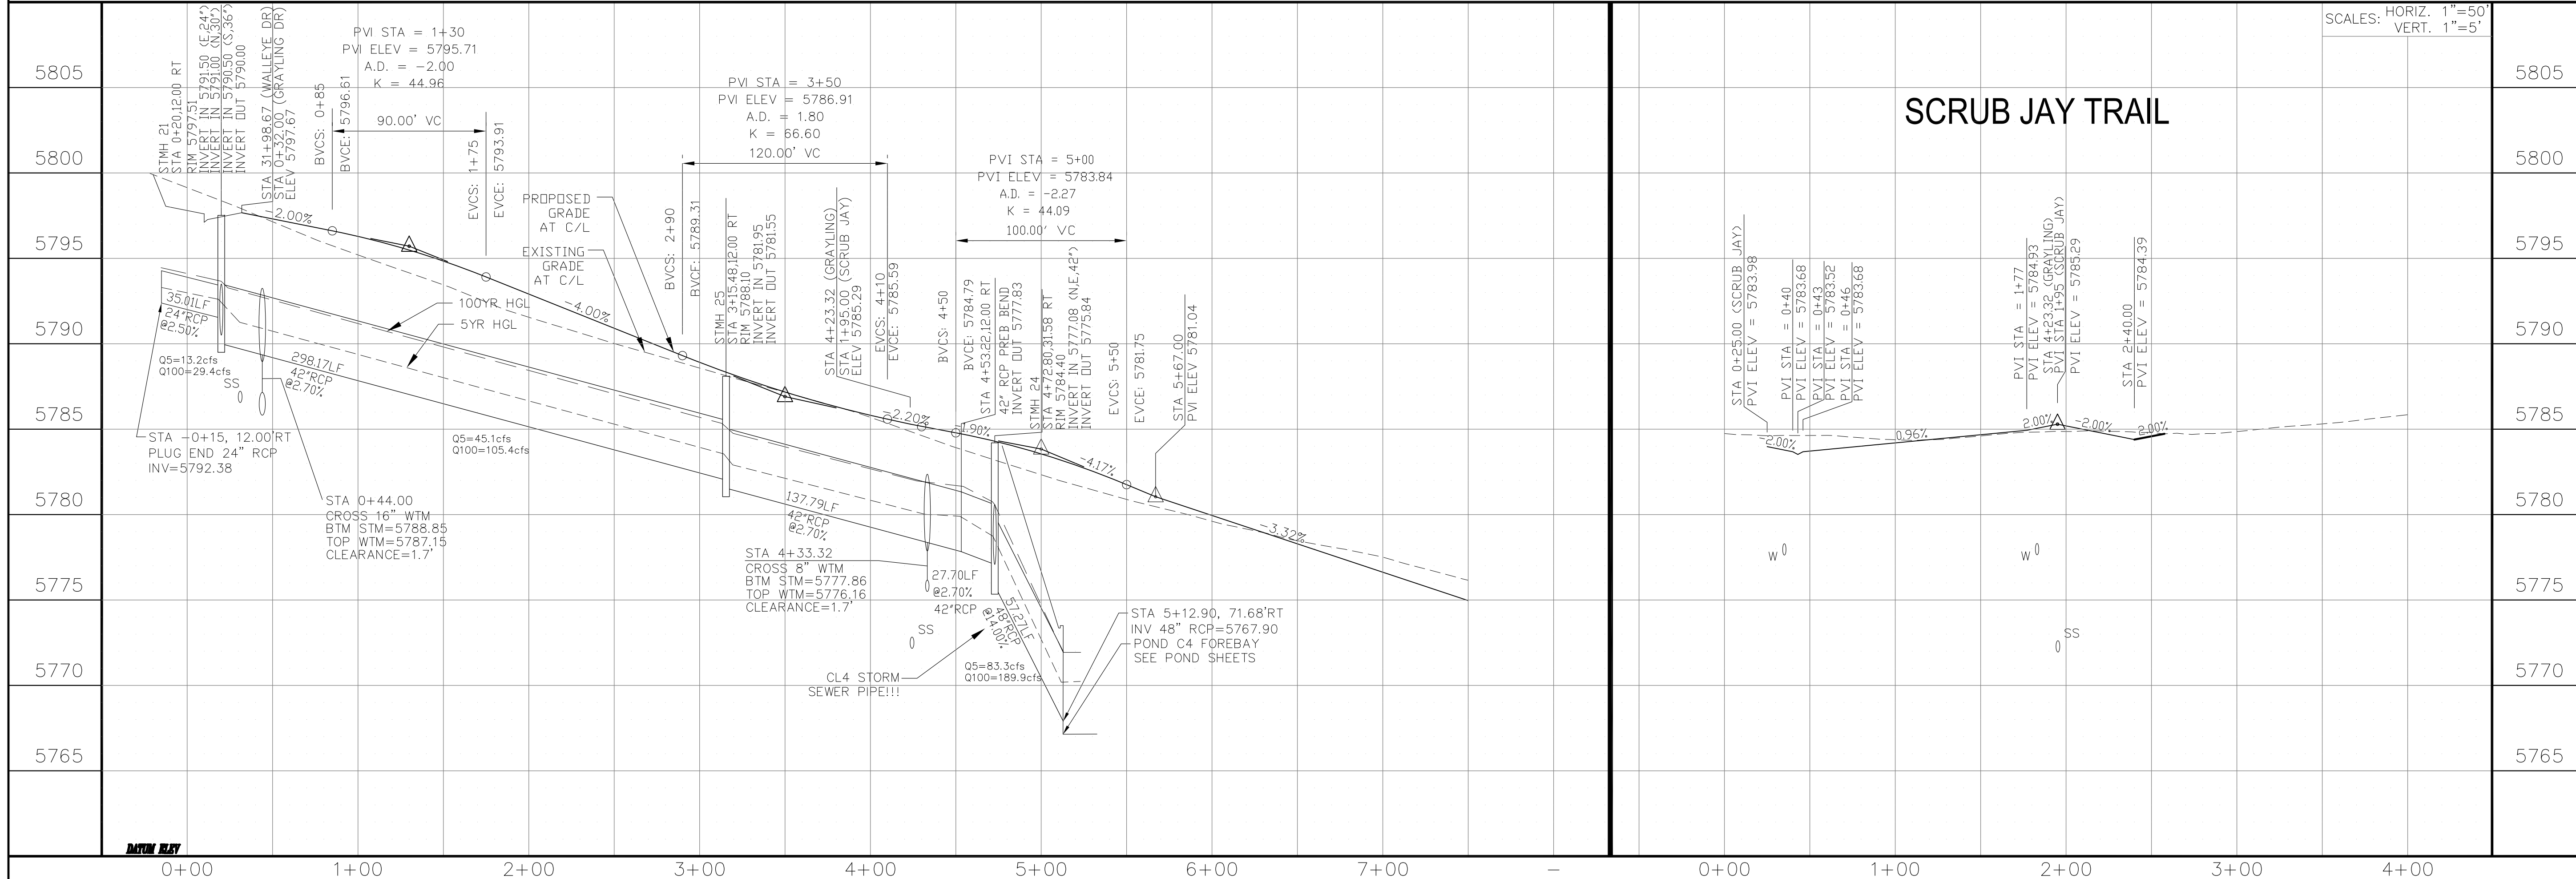 SCALES: HORIZ. 1"=50'
VERT. 1"=5'
5805
5800
5795
5790
5785
5780
5775
5770
5765
STMH 21
STA 0+20,12.00 RT
RIM 5797.51
INVERT IN 5791.50 (E,24")
INVERT IN 5791.00 (N,30")
INVERT IN 5790.50 (S,36")
INVERT OUT 5790.00
STA 31+98.67 (WALLEYE DR)
STA 0+32.00 (GRAYLING DR)
ELEV 5797.67
BVCS: 0+85
BVCE: 5796.61
PVI STA = 1+30
PVI ELEV = 5795.71
A.D. = -2.00
K = 44.96
90.00' VC
EVCS: 1+75
EVCE: 5793.91
-2.00%
PROPOSED
GRADE
AT C/L
EXISTING
GRADE
AT C/L
-4.00%
PVI STA = 3+50
PVI ELEV = 5786.91
A.D. = 1.80
K = 66.60
120.00' VC
BVCS: 2+90
BVCE: 5789.31
STMH 25
STA 3+15.48,12.00 RT
RIM 5788.10
INVERT IN 5781.95
INVERT OUT 5781.55
STA 4+23.32 (GRAYLING)
STA 1+95.00 (SCRUB JAY)
ELEV 5785.29
EVCS: 4+10
EVCE: 5785.59
-2.20%
PVI STA = 5+00
PVI ELEV = 5783.84
A.D. = -2.27
K = 44.09
100.00' VC
BVCS: 4+50
BVCE: 5784.79
STA 4+53.22,12.00 RT
42" RCP PREFAB BEND
INVERT OUT 5777.83
STMH 24
STA 4+72.80,31.58 RT
RIM 5784.40
INVERT IN 5777.08 (N,E,42")
INVERT OUT 5775.84
EVCS: 5+50
EVCE: 5781.75
STA 5+67.00
PVI ELEV 5781.04
-1.90%
-4.17%
-3.32%
100YR HGL
5YR HGL
35.01LF
24"RCP
@2.50%
Q5=13.2cfs
Q100=29.4cfs
SS
298.17LF
42"RCP
@2.70%
STA -0+15, 12.00'RT
PLUG END 24" RCP
INV=5792.38
Q5=45.1cfs
Q100=105.4cfs
STA 0+44.00
CROSS 16" WTM
BTM STM=5788.85
TOP WTM=5787.15
CLEARANCE=1.7'
137.79LF
42"RCP
@2.70%
STA 4+33.32
CROSS 8" WTM
BTM STM=5777.86
TOP WTM=5776.16
CLEARANCE=1.7'
27.70LF
@2.70%
42"RCP
57.27LF
48"RCP
@14.00%
SS
CL4 STORM
SEWER PIPE!!!
Q5=83.3cfs
Q100=189.9cfs
STA 5+12.90, 71.68'RT
INV 48" RCP=5767.90
POND C4 FOREBAY
SEE POND SHEETS
DATUM ELEV
0+00
1+00
2+00
3+00
4+00
5+00
6+00
7+00
-
SCRUB JAY TRAIL
STA 0+25.00 (SCRUB JAY)
PVI ELEV = 5783.98
PVI STA = 0+40
PVI ELEV = 5783.68
PVI STA = 0+43
PVI ELEV = 5783.52
PVI STA = 0+46
PVI ELEV = 5783.68
PVI STA = 1+77
PVI ELEV = 5784.93
STA 4+23.32 (GRAYLING)
PVI STA 1+95 (SCRUB JAY)
PVI ELEV = 5785.29
STA 2+40.00
PVI ELEV = 5784.39
-2.00%
0.96%
2.00%
-2.00%
2.00%
W
W
SS
5805
5800
5795
5790
5785
5780
5775
5770
5765
0+00
1+00
2+00
3+00
4+00